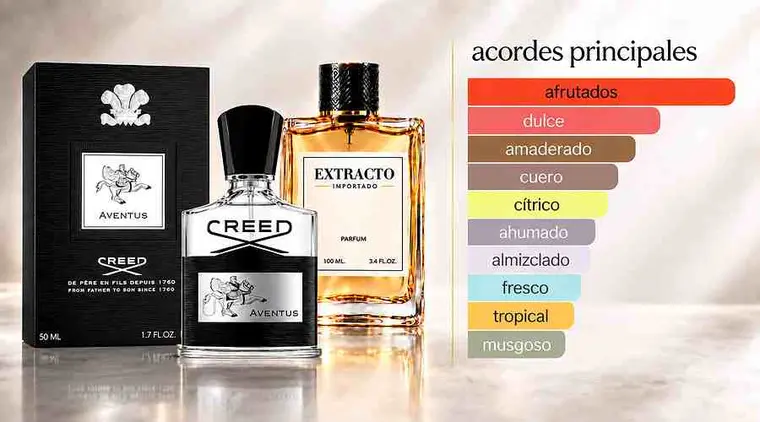 AVENTUS
CREED
DE PÈRE EN FILS DEPUIS 1760
FROM FATHER TO SON SINCE 1760
50 ML
1.7 FL.OZ.
CREED
AVENTUS
EXTRACTO
IMPORTADO
PARFUM
100 ML.
3.4 FL.OZ.
acordes principales
afrutados
dulce
amaderado
cuero
cítrico
ahumado
almizclado
fresco
tropical
musgoso